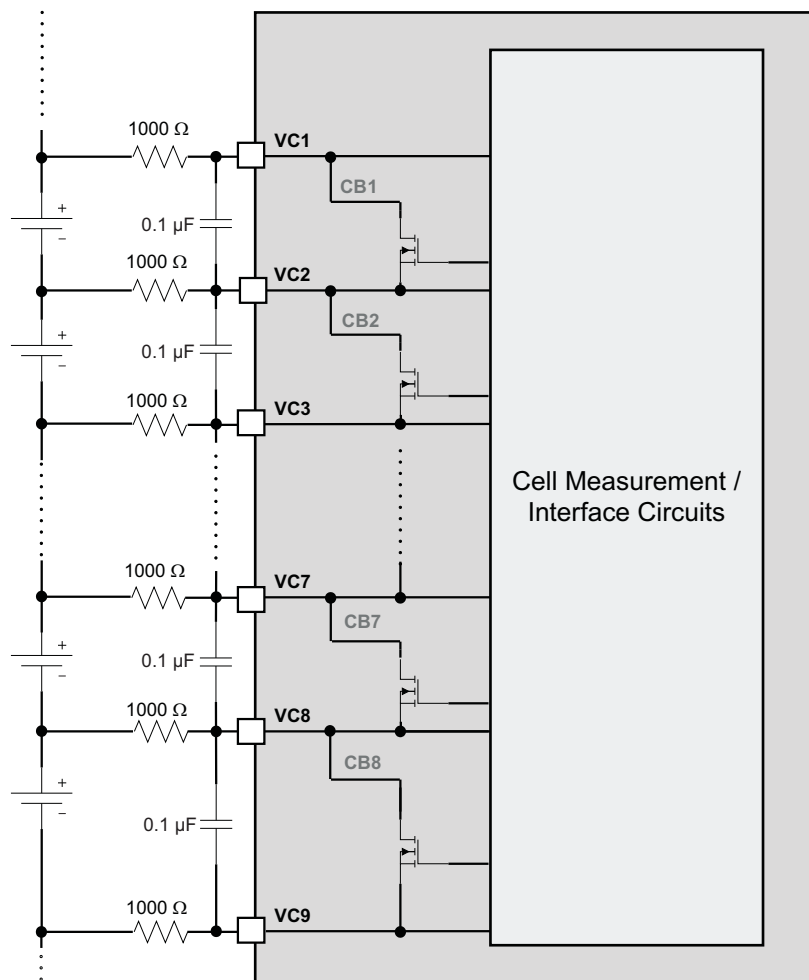 1000 Ω
VC1
CB1
+
0.1 µF
−
1000 Ω
VC2
CB2
+
0.1 µF
−
1000 Ω
VC3
Cell Measurement /
Interface Circuits
1000 Ω
VC7
CB7
+
0.1 µF
−
1000 Ω
VC8
CB8
+
−
0.1 µF
1000 Ω
VC9